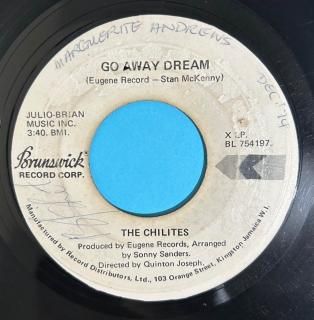 MARGUERITE ANDREWS
DEC '74
GO AWAY DREAM
(Eugene Record — Stan McKenny)
JULIO-BRIAN
MUSIC INC.
3:40. BMI.
X LP.
BL 754197.
Brunswick
RECORD CORP.
THE CHILITES
Produced by Eugene Records, Arranged
by Sonny Sanders.
Directed by Quinton Joseph.
Manufactured by Record Distributors, Ltd., 103 Orange Street, Kingston Jamaica W.I.